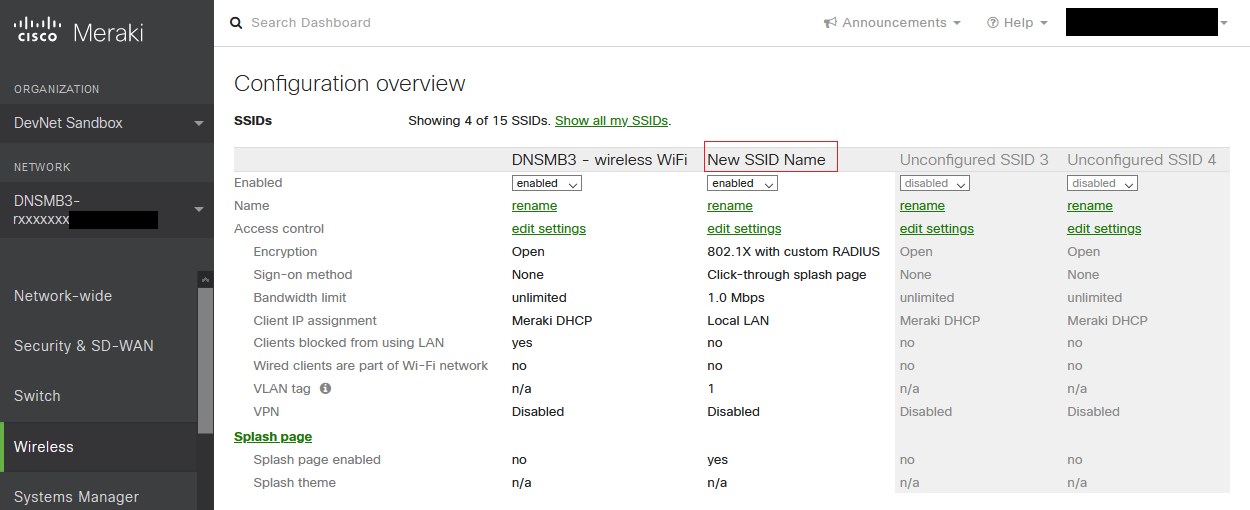 cisco Meraki
Search Dashboard
Announcements
Help
ORGANIZATION
DevNet Sandbox
NETWORK
DNSMB3-
rxxxxxxx
Network-wide
Security & SD-WAN
Switch
Wireless
Systems Manager
Configuration overview
SSIDs Showing 4 of 15 SSIDs. Show all my SSIDs.
DNSMB3 - wireless WiFi New SSID Name Unconfigured SSID 3 Unconfigured SSID 4
Enabled enabled enabled disabled disabled
Name rename rename rename rename
Access control edit settings edit settings edit settings edit settings
Encryption Open 802.1X with custom RADIUS Open Open
Sign-on method None Click-through splash page None None
Bandwidth limit unlimited 1.0 Mbps unlimited unlimited
Client IP assignment Meraki DHCP Local LAN Meraki DHCP Meraki DHCP
Clients blocked from using LAN yes no no no
Wired clients are part of Wi-Fi network no no no no
VLAN tag n/a 1 n/a n/a
VPN Disabled Disabled Disabled Disabled
Splash page
Splash page enabled no yes no no
Splash theme n/a n/a n/a n/a